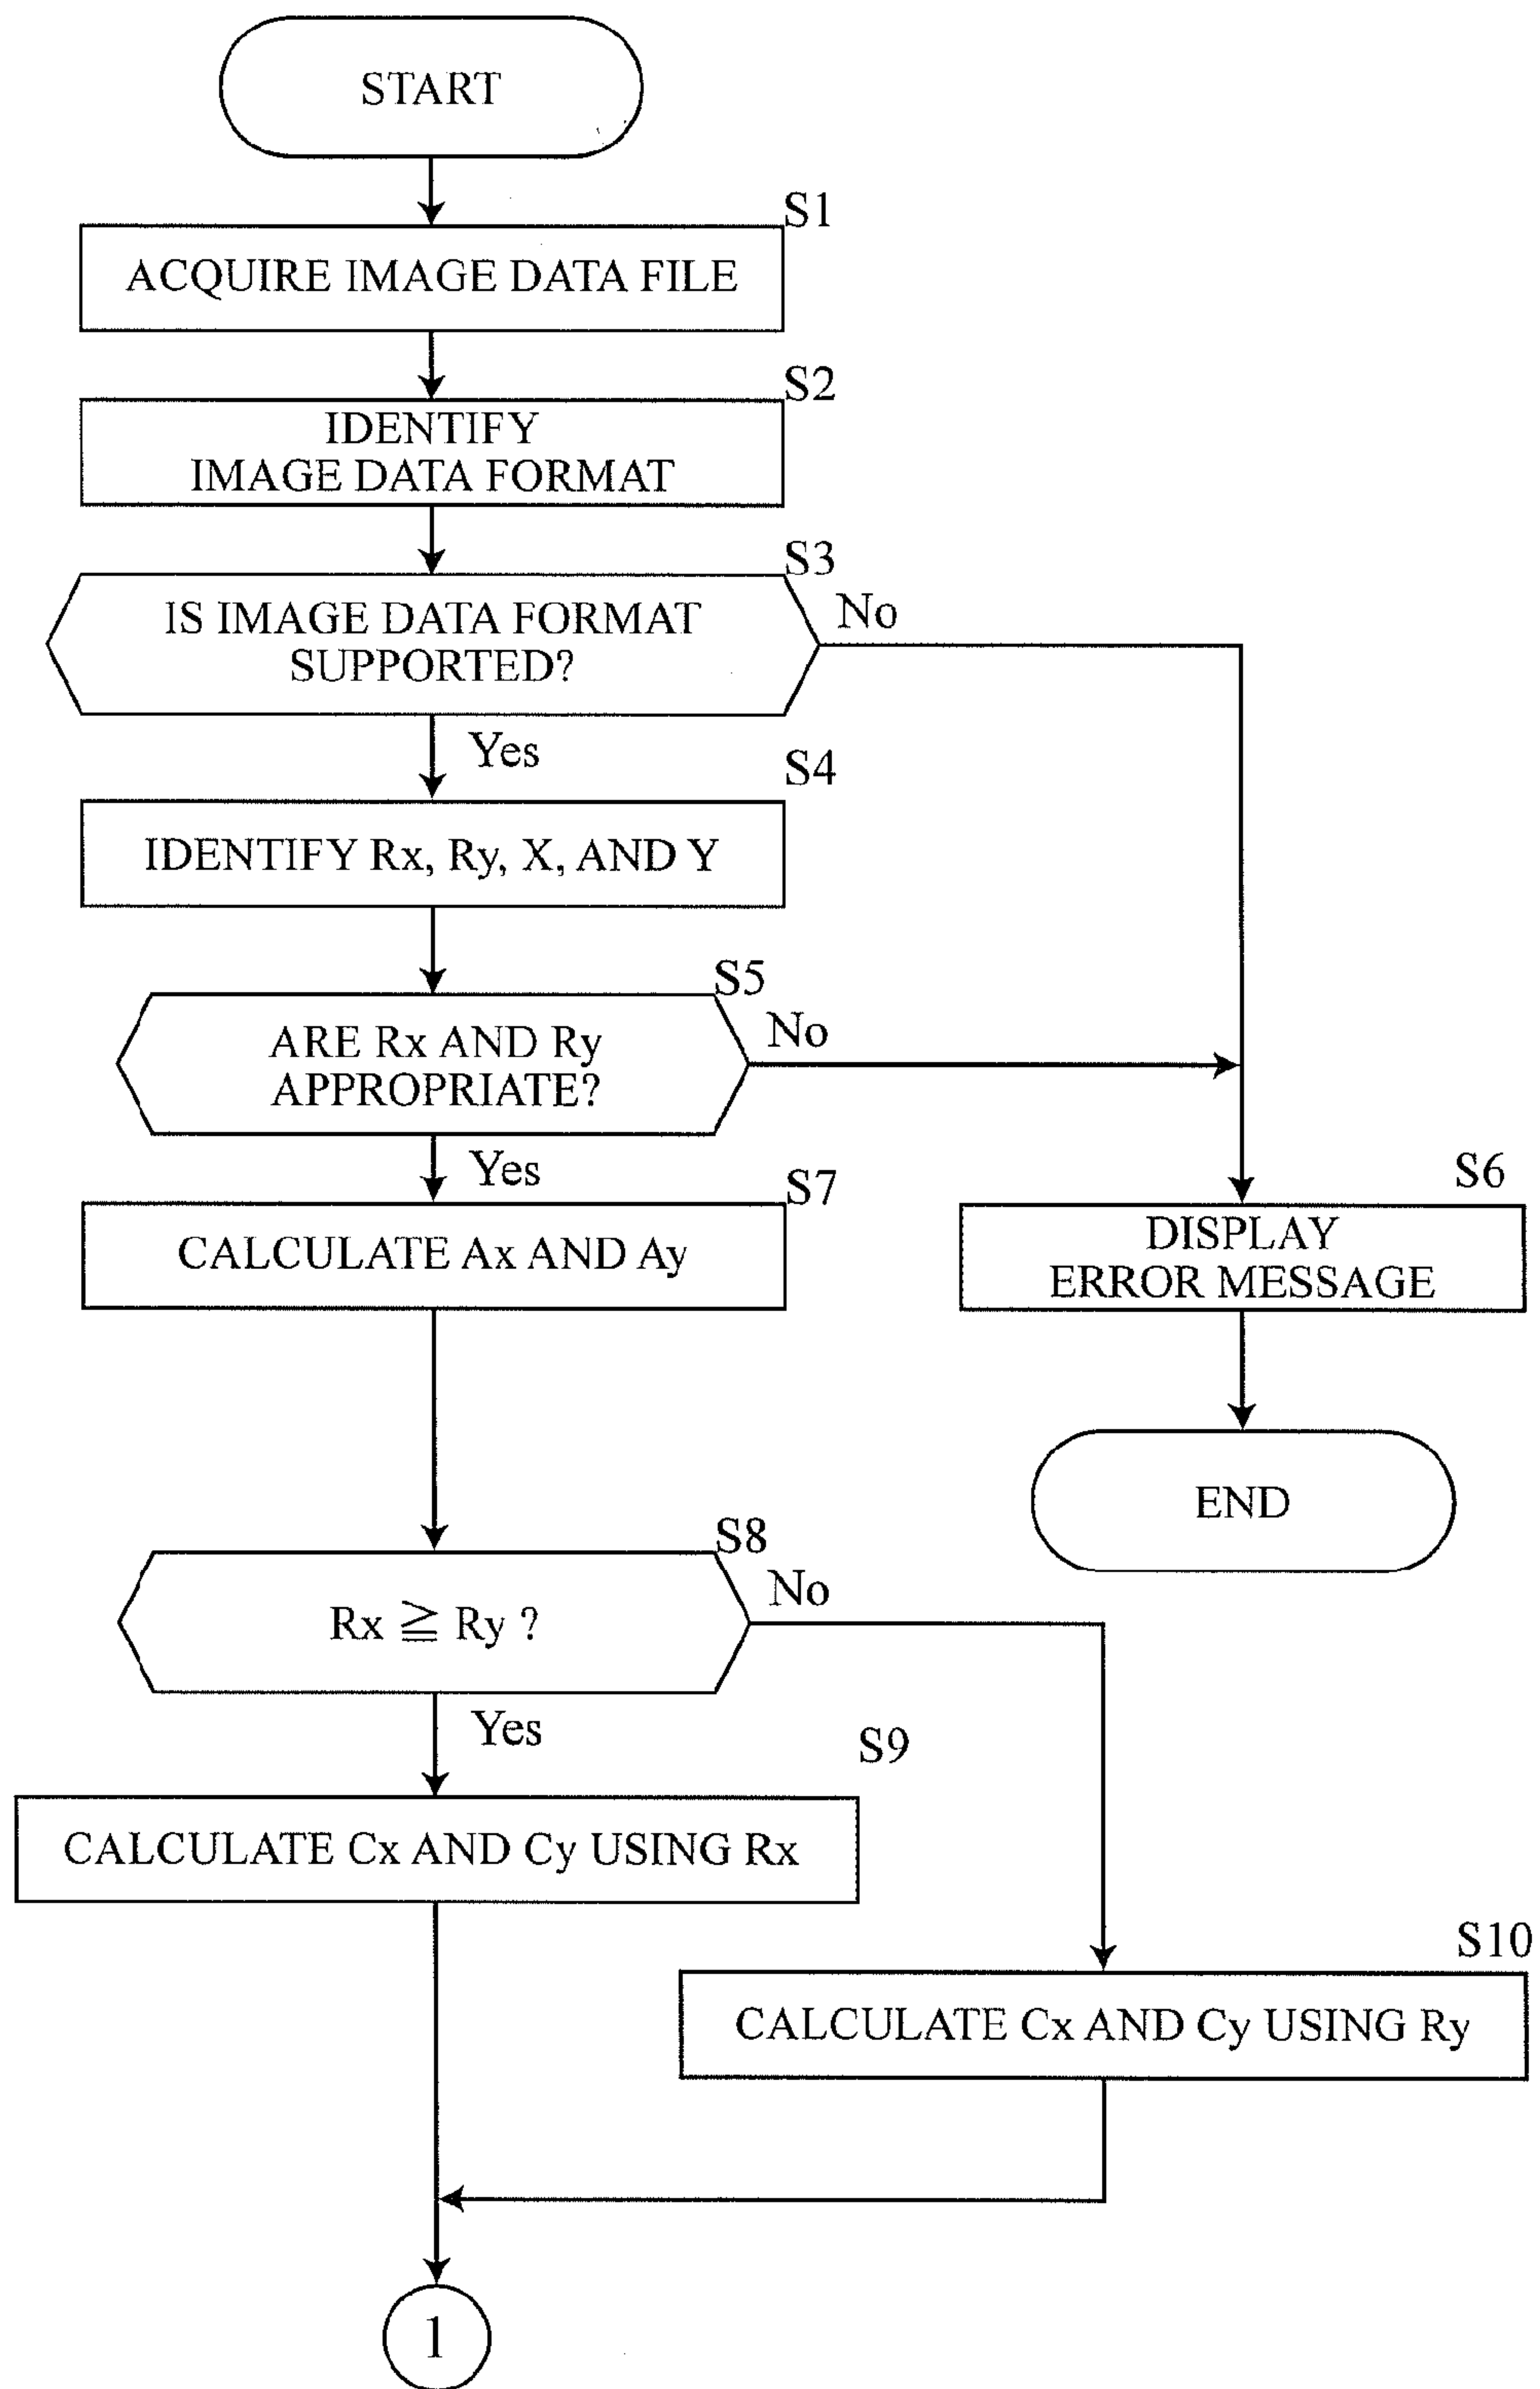 START
S1
ACQUIRE IMAGE DATA FILE
S2
IDENTIFY
IMAGE DATA FORMAT
S3
IS IMAGE DATA FORMAT
SUPPORTED?
No
Yes
S4
IDENTIFY Rx, Ry, X, AND Y
S5
ARE Rx AND Ry
APPROPRIATE?
No
Yes
S7
CALCULATE Ax AND Ay
S6
DISPLAY
ERROR MESSAGE
END
S8
Rx ≧ Ry ?
No
Yes
S9
CALCULATE Cx AND Cy USING Rx
S10
CALCULATE Cx AND Cy USING Ry
1